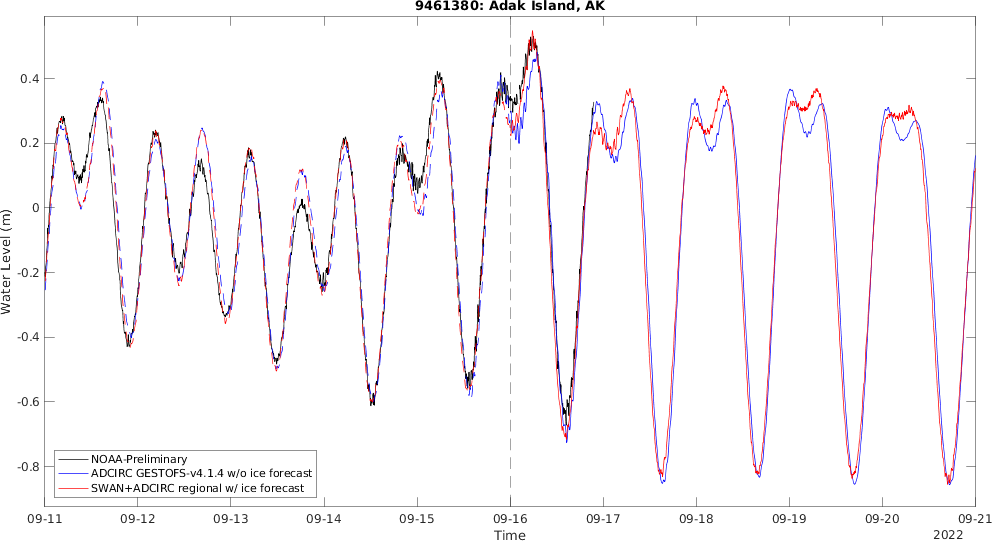 9461380: Adak Island, AK
Water Level (m)
0.4
0.2
0
-0.2
-0.4
-0.6
-0.8
NOAA-Preliminary
ADCIRC GESTOFS-v4.1.4 w/o ice forecast
SWAN+ADCIRC regional w/ ice forecast
09-11 09-12 09-13 09-14 09-15 09-16 09-17 09-18 09-19 09-20 09-21
Time
2022